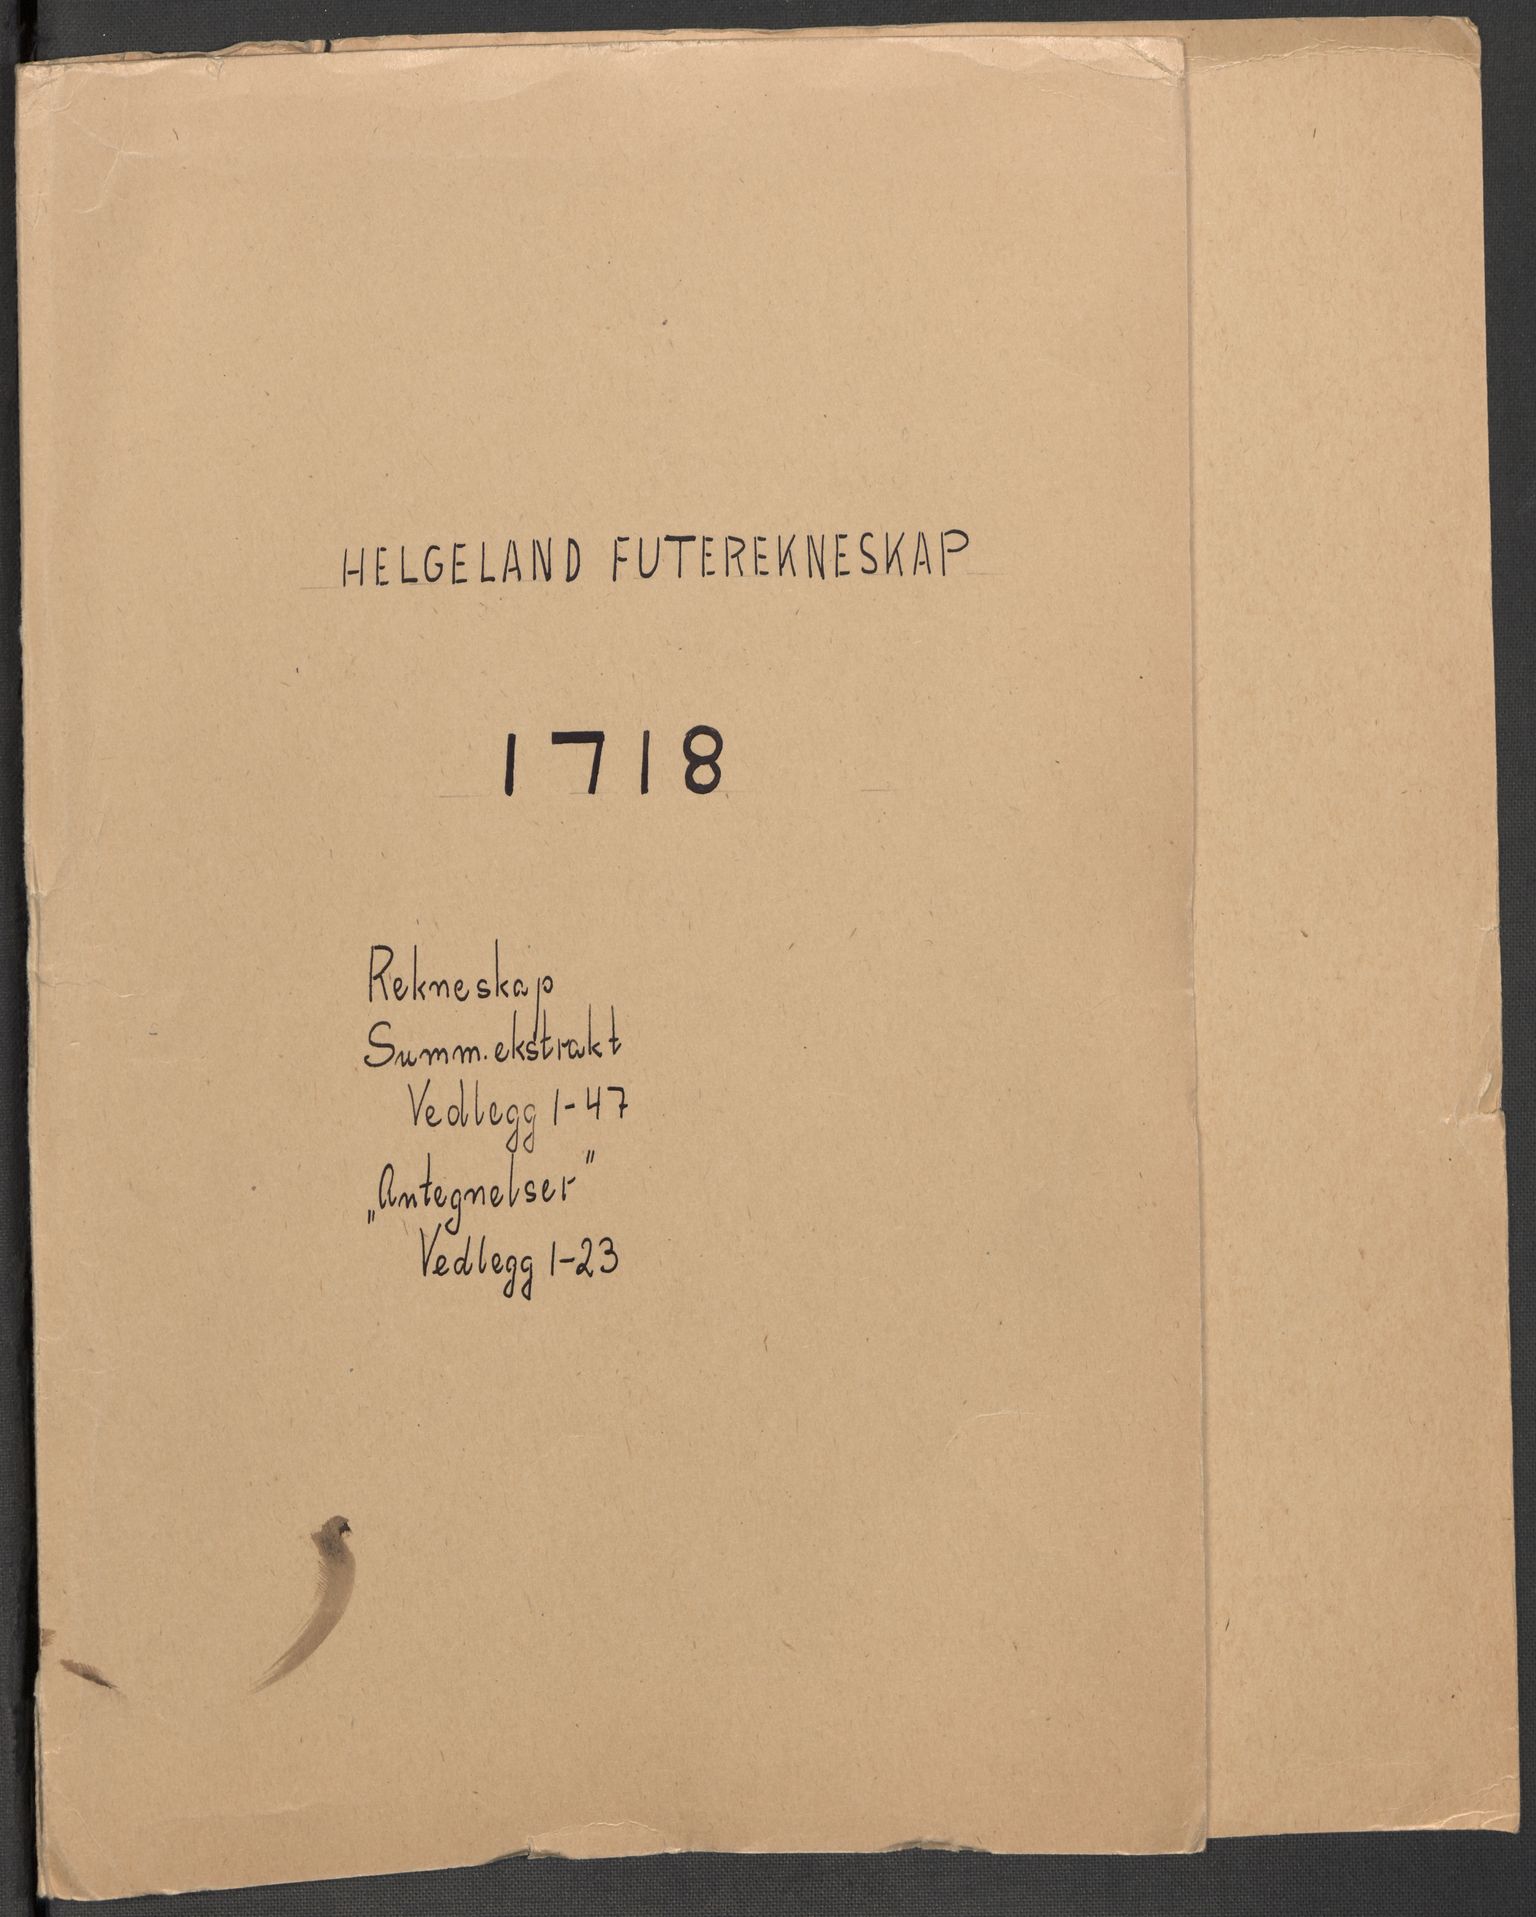 HELGELAND FUTEREKNESKAP
1718
Rekneskap
Summ.ekstrakt
Vedlegg 1-47
„Antegnelser"
Vedlegg 1-23